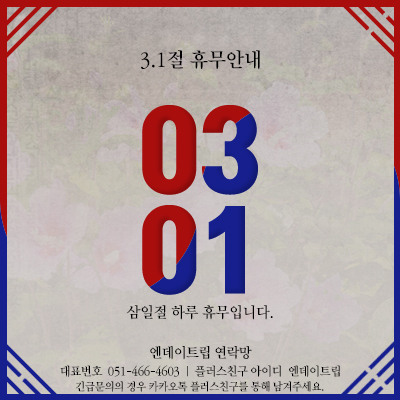 3.1절 휴무안내
03
01
삼일절 하루 휴무입니다.
엔데이트립 연락망
대표번호 051-466-4603 | 플러스친구 아이디 엔데이트립
긴급문의의 경우 카카오톡 플러스친구를 통해 남겨주세요.